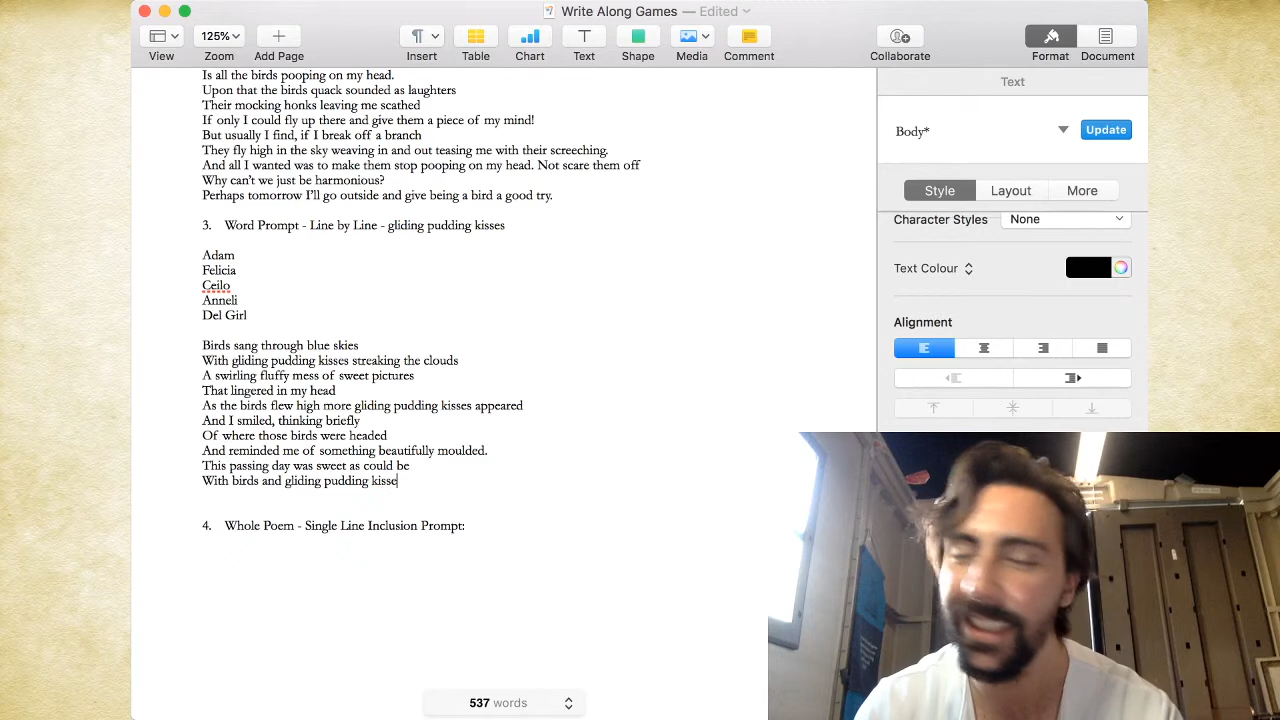 Write Along Games — Edited
125%
View
Zoom
Add Page
Insert
Table
Chart
Text
Shape
Media
Comment
Collaborate
Format
Document
Is all the birds pooping on my head.
Upon that the birds quack sounded as laughters
Their mocking honks leaving me scathed
If only I could fly up there and give them a piece of my mind!
But usually I find, if I break off a branch
They fly high in the sky weaving in and out teasing me with their screeching.
And all I wanted was to make them stop pooping on my head. Not scare them off
Why can't we just be harmonious?
Perhaps tomorrow I'll go outside and give being a bird a good try.
3. Word Prompt - Line by Line - gliding pudding kisses
Adam
Felicia
Ceilo
Anneli
Del Girl
Birds sang through blue skies
With gliding pudding kisses streaking the clouds
A swirling fluffy mess of sweet pictures
That lingered in my head
As the birds flew high more gliding pudding kisses appeared
And I smiled, thinking briefly
Of where those birds were headed
And reminded me of something beautifully moulded.
This passing day was sweet as could be
With birds and gliding pudding kisse
4. Whole Poem - Single Line Inclusion Prompt:
537 words
Text
Body*
Update
Style
Layout
More
Character Styles
None
Text Colour
Alignment